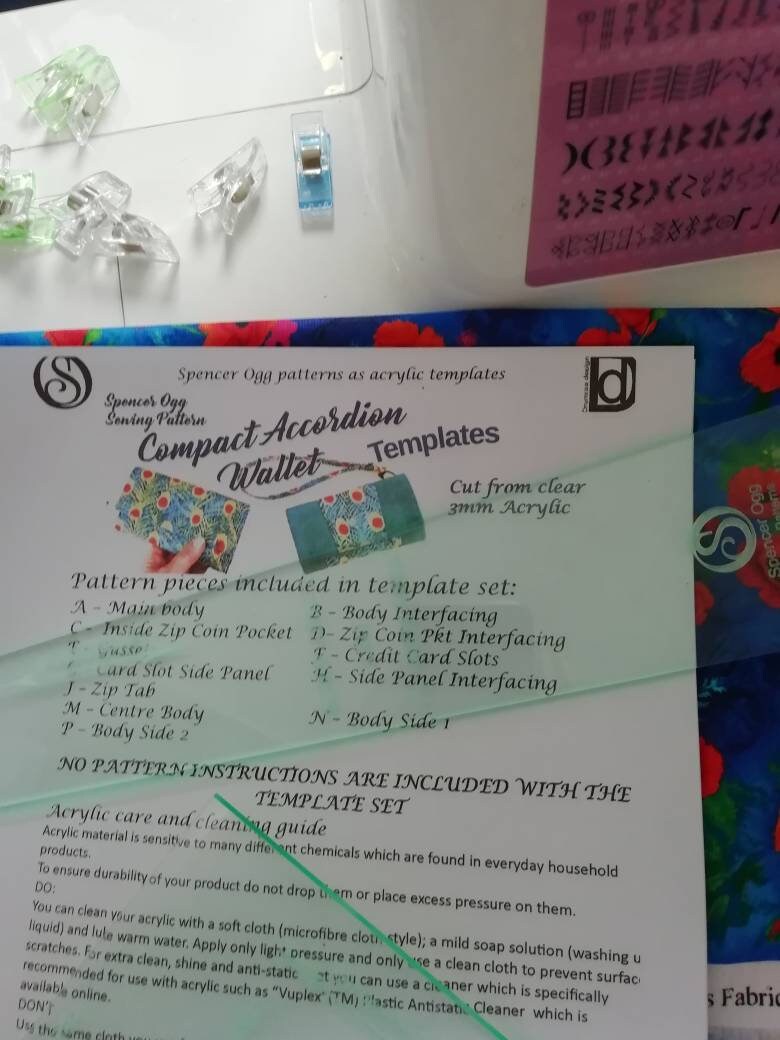 Spencer Ogg patterns as acrylic templates
Spencer Ogg
Sewing Pattern
Compact Accordion
Wallet
Templates
Cut from clear
3mm Acrylic
Spencer Ogg
Pattern pieces included in template set:
A - Main body B - Body Interfacing
C - Inside Zip Coin Pocket D- Zip Coin Pkt Interfacing
F - Credit Card Slots
Card Slot Side Panel H - Side Panel Interfacing
J - Zip Tab
M - Centre Body N - Body Side 1
P - Body Side 2
NO PATTERN INSTRUCTIONS ARE INCLUDED WITH THE
TEMPLATE SET
Acrylic care and cleaning guide
Acrylic material is sensitive to many different chemicals which are found in everyday household
products.
To ensure durability of your product do not drop them or place excess pressure on them.
DO:
You can clean your acrylic with a soft cloth (microfibre cloth style); a mild soap solution (washing u
liquid) and luke warm water. Apply only light pressure and only use a clean cloth to prevent surfac
scratches. For extra clean, shine and anti-static you can use a cleaner which is specifically
recommended for use with acrylic such as "Vuplex" (TM) Plastic Antistatic Cleaner which is
available online.
DON'T
Use the same cloth
s Fabric